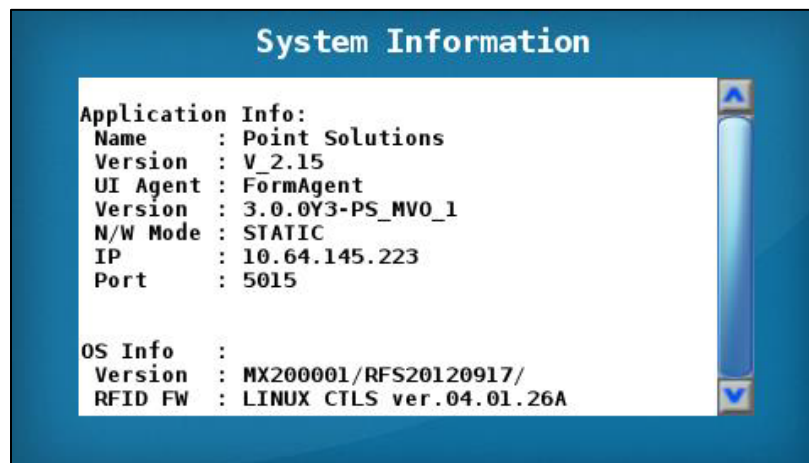 System Information
Application Info:
Name : Point Solutions
Version : V_2.15
UI Agent : FormAgent
Version : 3.0.0Y3-PS_MVO_1
N/W Mode : STATIC
IP : 10.64.145.223
Port : 5015
OS Info :
Version : MX200001/RFS20120917/
RFID FW : LINUX CTLS ver.04.01.26A